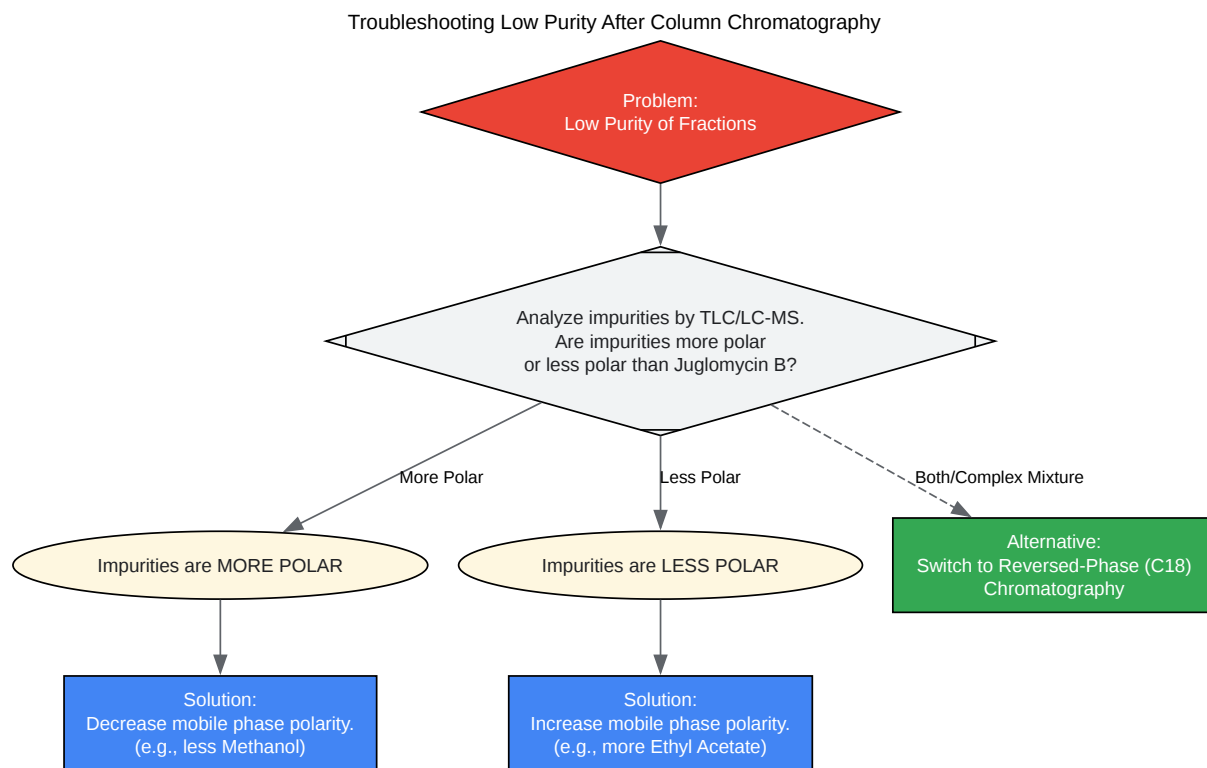 Troubleshooting Low Purity After Column Chromatography
Problem:
Low Purity of Fractions
Analyze impurities by TLC/LC-MS.
Are impurities more polar
or less polar than Juglomycin B?
More Polar
Less Polar
Both/Complex Mixture
Impurities are MORE POLAR
Impurities are LESS POLAR
Alternative:
Switch to Reversed-Phase (C18)
Chromatography
Solution:
Decrease mobile phase polarity.
(e.g., less Methanol)
Solution:
Increase mobile phase polarity.
(e.g., more Ethyl Acetate)